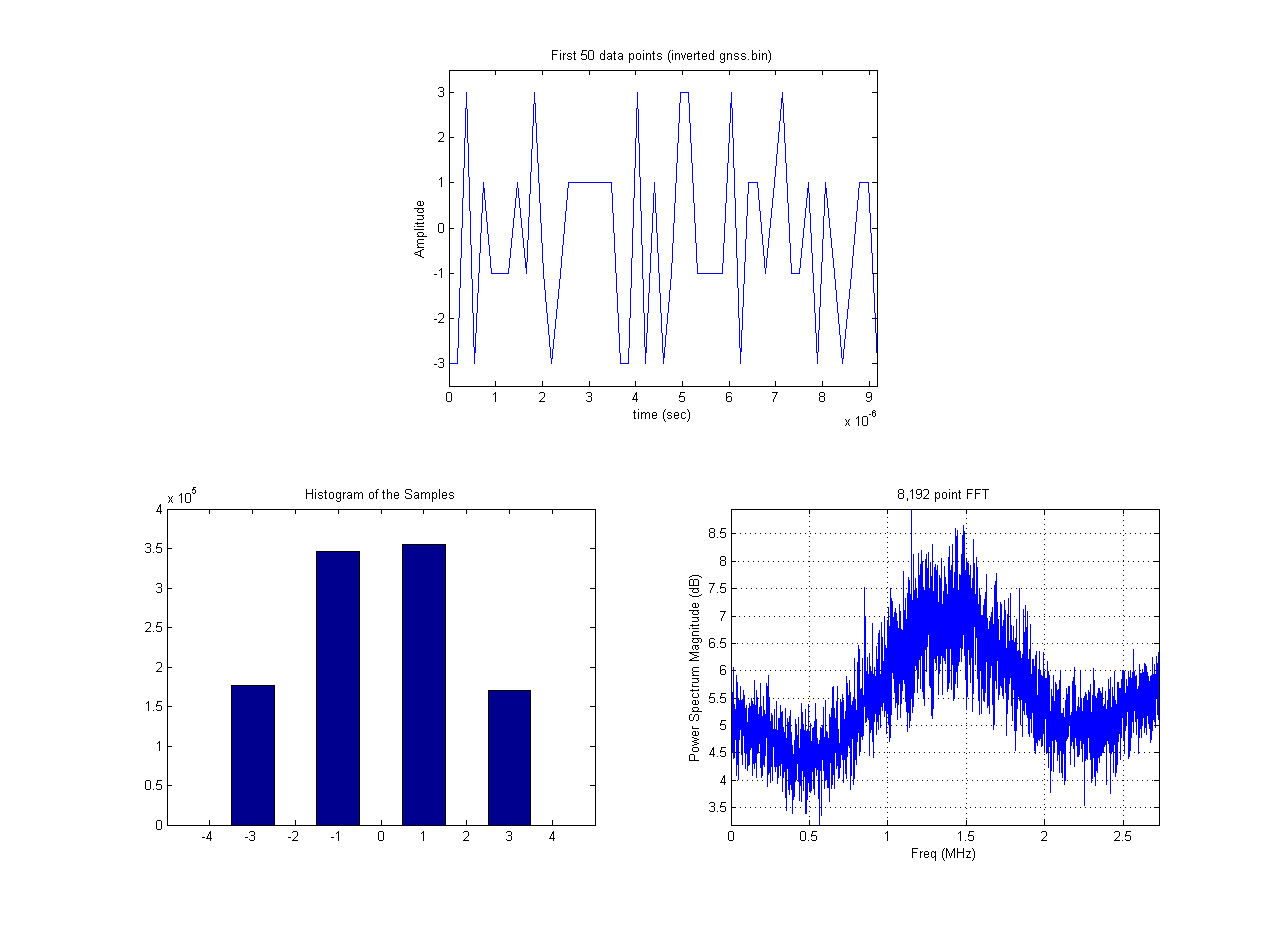 First 50 data points (inverted gnss.bin)
3
2
1
0
-1
-2
-3
Amplitude
0 1 2 3 4 5 6 7 8 9
time (sec)
x 10^-6
Histogram of the Samples
x 10^5
4
3.5
3
2.5
2
1.5
1
0.5
0
-4 -3 -2 -1 0 1 2 3 4
8,192 point FFT
8.5
8
7.5
7
6.5
6
5.5
5
4.5
4
3.5
Power Spectrum Magnitude (dB)
0 0.5 1 1.5 2 2.5
Freq (MHz)